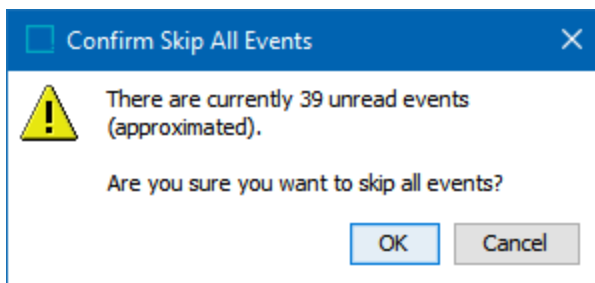 Confirm Skip All Events
There are currently 39 unread events
(approximated).
Are you sure you want to skip all events?
OK
Cancel